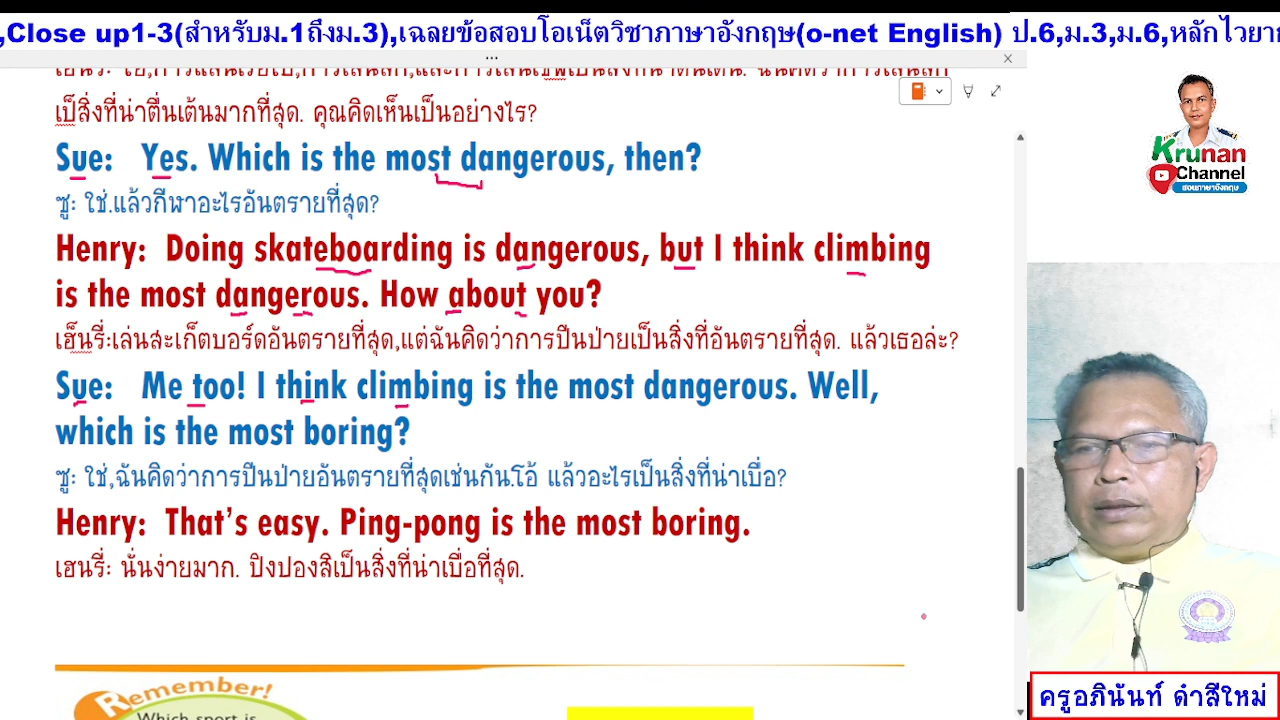 ,Close up1-3(สำหรับม.1ถึงม.3),เฉลยข้อสอบโอเน็ตวิชาภาษาอังกฤษ(o-net English) ป.6,ม.3,ม.6,หลักไวยาก
เป็สิ่งที่น่าตื่นเต้นมากที่สุด. คุณคิดเห็นเป็นอย่างไร?
Sue: Yes. Which is the most dangerous, then?
ซู: ใช่.แล้วกีฬาอะไรอันตรายที่สุด?
Henry: Doing skateboarding is dangerous, but I think climbing
is the most dangerous. How about you?
เฮ็นรี่:เล่นสะเก็ตบอร์ดอันตรายที่สุด,แต่ฉันคิดว่าการปีนป่ายเป็นสิ่งที่อันตรายที่สุด. แล้วเธอล่ะ?
Sue: Me too! I think climbing is the most dangerous. Well,
which is the most boring?
ซู: ใช่,ฉันคิดว่าการปีนป่ายอันตรายที่สุดเช่นกัน.โอ้ แล้วอะไรเป็นสิ่งที่น่าเบื่อ?
Henry: That's easy. Ping-pong is the most boring.
เฮนรี่: นั่นง่ายมาก. ปิงปองสิเป็นสิ่งที่น่าเบื่อที่สุด.
Remember!
Which sport is
Krunan
Channel
สอนภาษาอังกฤษ
ครูอภินันท์ ดำสีใหม่